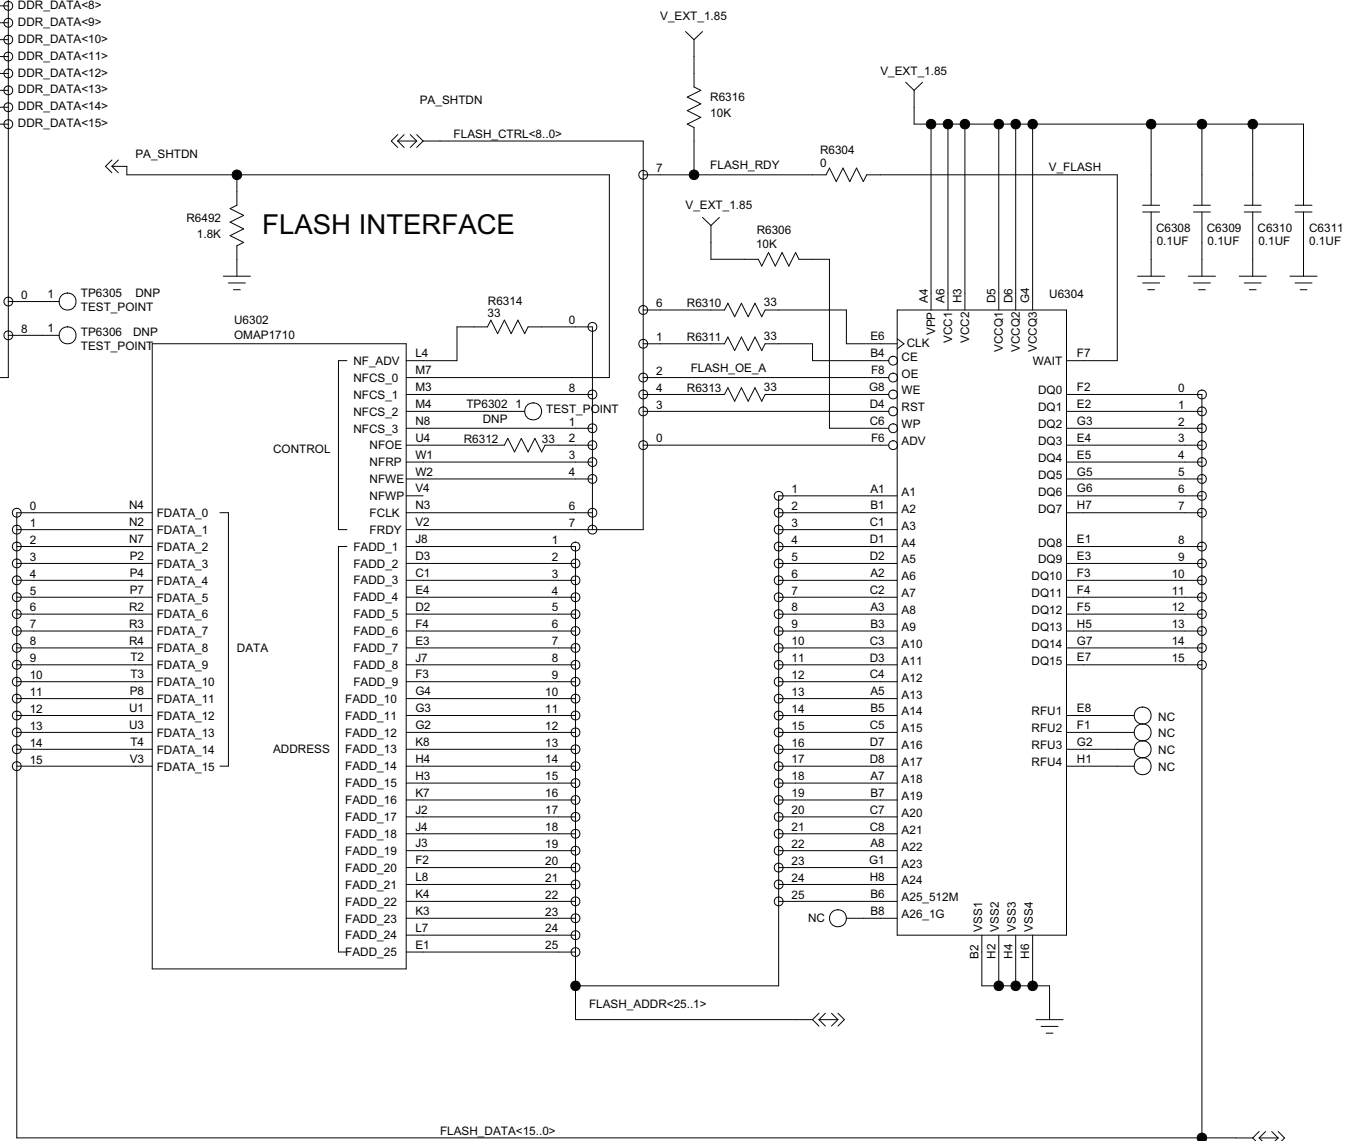 DDR_DATA<8>
DDR_DATA<9>
DDR_DATA<10>
DDR_DATA<11>
DDR_DATA<12>
DDR_DATA<13>
DDR_DATA<14>
DDR_DATA<15>
V_EXT_1.85
R6316
10K
V_EXT_1.85
PA_SHTDN
FLASH_CTRL<8..0>
PA_SHTDN
7
FLASH_RDY
R6304
0
V_FLASH
R6492
1.8K
FLASH INTERFACE
V_EXT_1.85
R6306
10K
C6308
0.1UF
C6309
0.1UF
C6310
0.1UF
C6311
0.1UF
0 1 TP6305 DNP
TEST_POINT
8 1 TP6306 DNP
TEST_POINT
U6302
OMAP1710
R6314
33
0
6 R6310 33
1 R6311 33
2 FLASH_OE_A
4 R6313 33
3
0
A4 A6 H3 D5 D6 G4
U6304
VPP VCC1 VCC2 VCCQ1 VCCQ2 VCCQ3
E6 CLK
B4 CE
F8 OE
G8 WE
D4 RST
C6 WP
F6 ADV
WAIT F7
CONTROL
NF_ADV L4
NFCS_0 M7
NFCS_1 M3 8
NFCS_2 M4 TP6302 1 TEST_POINT
DNP
NFCS_3 N8 1
NFOE U4 R6312 33 2
NFRP W1 3
NFWE W2 4
NFWP V4
FCLK N3 6
FRDY V2 7
DATA
0 N4 FDATA_0
1 N2 FDATA_1
2 N7 FDATA_2
3 P2 FDATA_3
4 P4 FDATA_4
5 P7 FDATA_5
6 R2 FDATA_6
7 R3 FDATA_7
8 R4 FDATA_8
9 T2 FDATA_9
10 T3 FDATA_10
11 P8 FDATA_11
12 U1 FDATA_12
13 U3 FDATA_13
14 T4 FDATA_14
15 V3 FDATA_15
ADDRESS
FADD_1 J8 1
FADD_2 D3 2
FADD_3 C1 3
FADD_4 E4 4
FADD_5 D2 5
FADD_6 F4 6
FADD_7 E3 7
FADD_8 J7 8
FADD_9 F3 9
FADD_10 G4 10
FADD_11 G3 11
FADD_12 G2 12
FADD_13 K8 13
FADD_14 H4 14
FADD_15 H3 15
FADD_16 K7 16
FADD_17 J2 17
FADD_18 J4 18
FADD_19 J3 19
FADD_20 F2 20
FADD_21 L8 21
FADD_22 K4 22
FADD_23 K3 23
FADD_24 L7 24
FADD_25 E1 25
1 A1 A1
2 B1 A2
3 C1 A3
4 D1 A4
5 D2 A5
6 A2 A6
7 C2 A7
8 A3 A8
9 B3 A9
10 C3 A10
11 D3 A11
12 C4 A12
13 A5 A13
14 B5 A14
15 C5 A15
16 D7 A16
17 D8 A17
18 A7 A18
19 B7 A19
20 C7 A20
21 C8 A21
22 A8 A22
23 G1 A23
24 H8 A24
25 B6 A25_512M
NC B8 A26_1G
DQ0 F2 0
DQ1 E2 1
DQ2 G3 2
DQ3 E4 3
DQ4 E5 4
DQ5 G5 5
DQ6 G6 6
DQ7 H7 7
DQ8 E1 8
DQ9 E3 9
DQ10 F3 10
DQ11 F4 11
DQ12 F5 12
DQ13 H5 13
DQ14 G7 14
DQ15 E7 15
RFU1 E8 NC
RFU2 F1 NC
RFU3 G2 NC
RFU4 H1 NC
VSS1 VSS2 VSS3 VSS4
B2 H2 H4 H6
FLASH_ADDR<25..1>
FLASH_DATA<15..0>